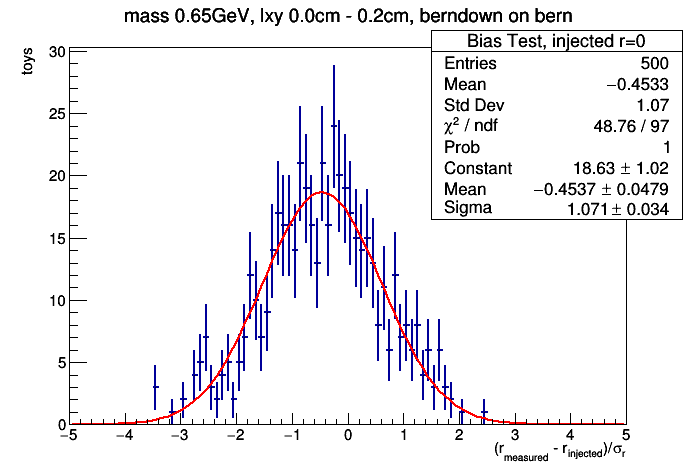 mass 0.65GeV, lxy 0.0cm - 0.2cm, berndown on bern
toys
Bias Test, injected r=0
Entries 500
Mean −0.4533
Std Dev 1.07
χ² / ndf 48.76 / 97
Prob 1
Constant 18.63 ± 1.02
Mean −0.4537 ± 0.0479
Sigma 1.071 ± 0.034
30
25
20
15
10
5
0
−5 −4 −3 −2 −1 0 1 2 3 4 5
(r_measured - r_injected)/σ_r